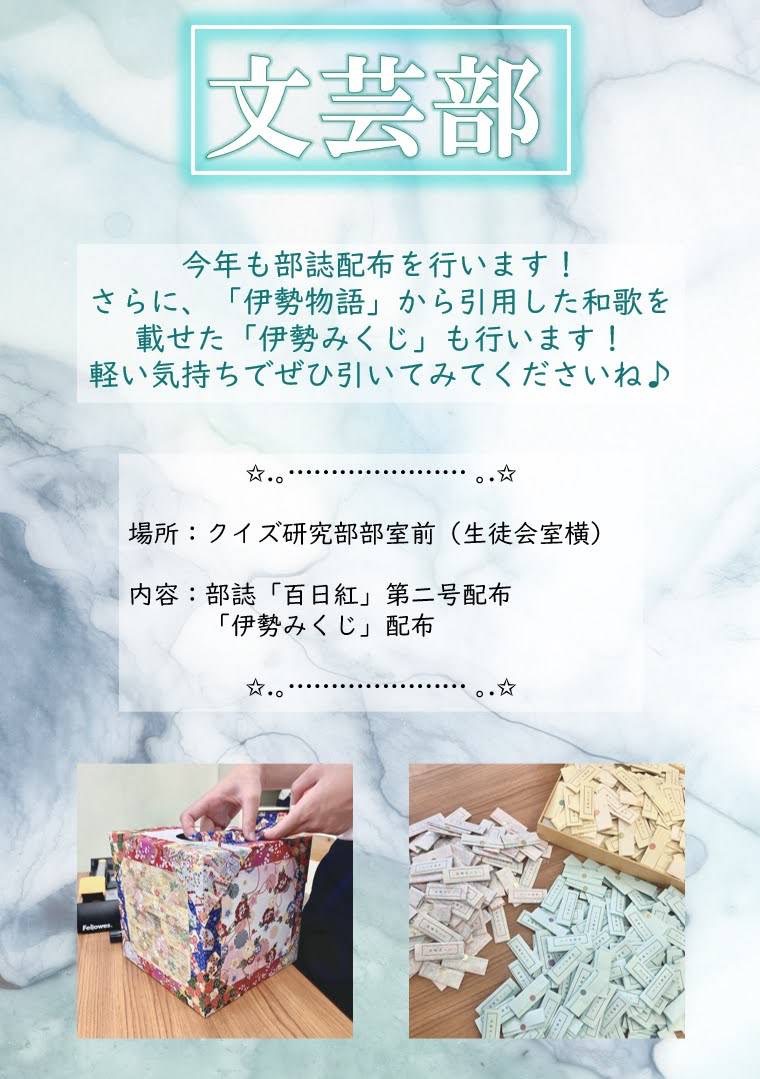 文芸部
今年も部誌配布を行います！
さらに、「伊勢物語」から引用した和歌を
載せた「伊勢みくじ」も行います！
軽い気持ちでぜひ引いてみてくださいね♪
☆.｡………………… ｡.☆
場所：クイズ研究部部室前（生徒会室横）
内容：部誌「百日紅」第二号配布
「伊勢みくじ」配布
☆.｡………………… ｡.☆
Fellowes.